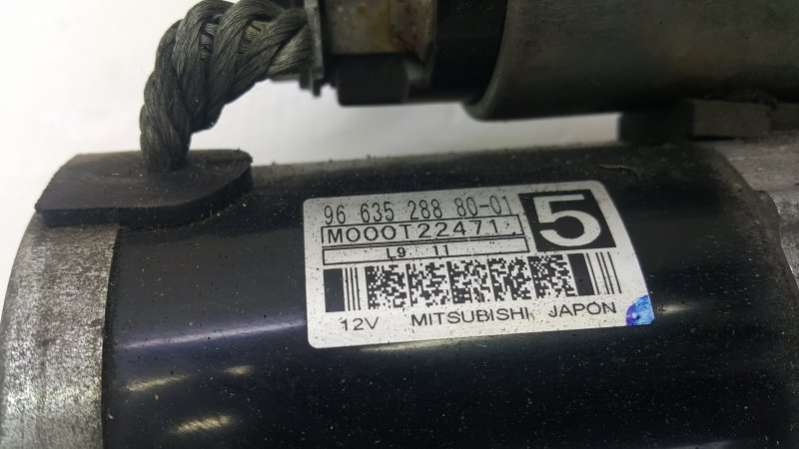 96 635 288 80-01
5
M000T22471
L9 11
12V MITSUBISHI JAPON